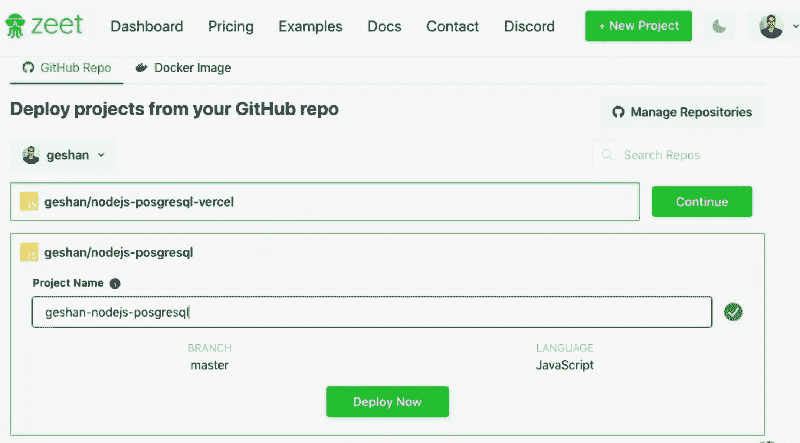 zeet Dashboard Pricing Examples Docs Contact Discord + New Project
GitHub Repo Docker Image
Deploy projects from your GitHub repo Manage Repositories
geshan Search Repos
JS geshan/nodejs-posgresql-vercel Continue
JS geshan/nodejs-posgresql
Project Name
geshan-nodejs-posgresql
BRANCH LANGUAGE
master JavaScript
Deploy Now